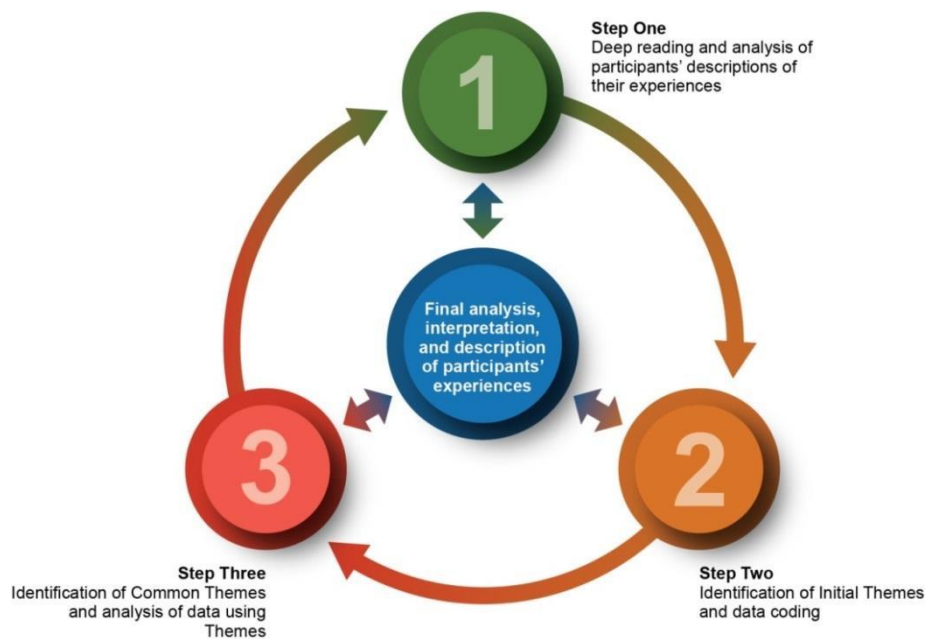 1
Step One
Deep reading and analysis of
participants’ descriptions of
their experiences
Final analysis,
interpretation,
and description
of participants’
experiences
2
Step Two
Identification of Initial Themes
and data coding
3
Step Three
Identification of Common Themes
and analysis of data using
Themes